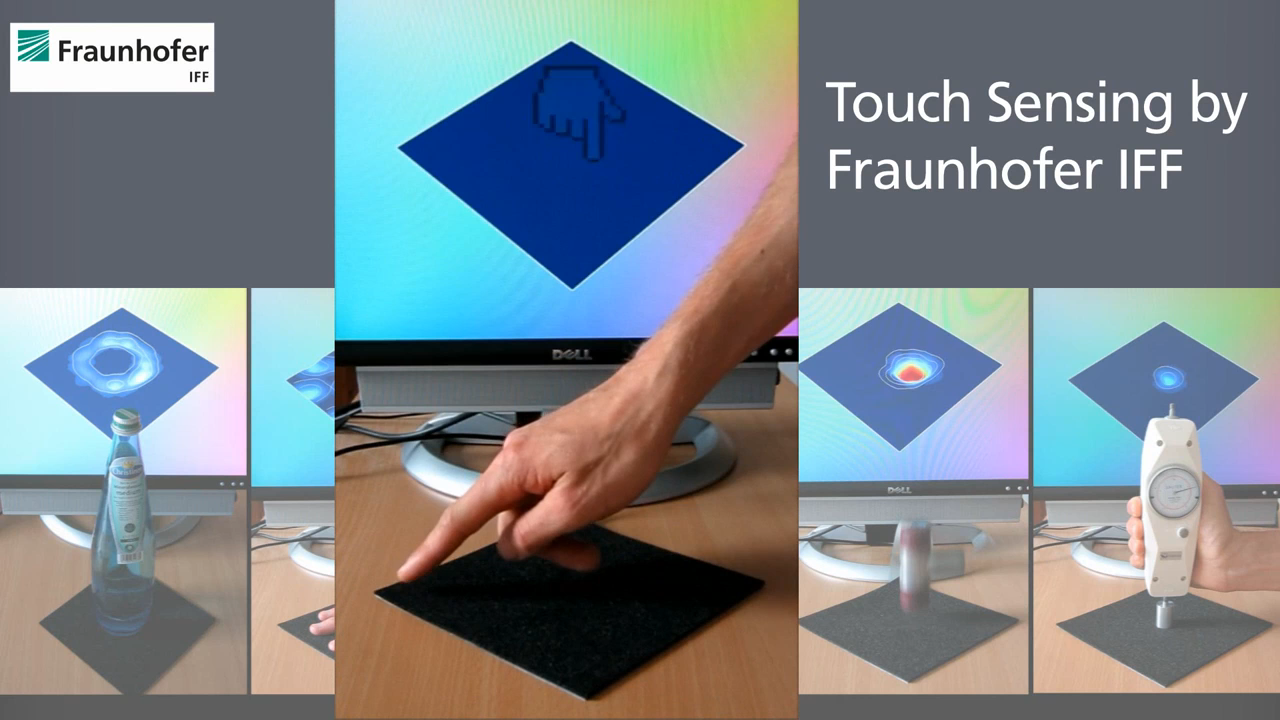 Fraunhofer
IFF
Touch Sensing by
Fraunhofer IFF
DELL
DELL